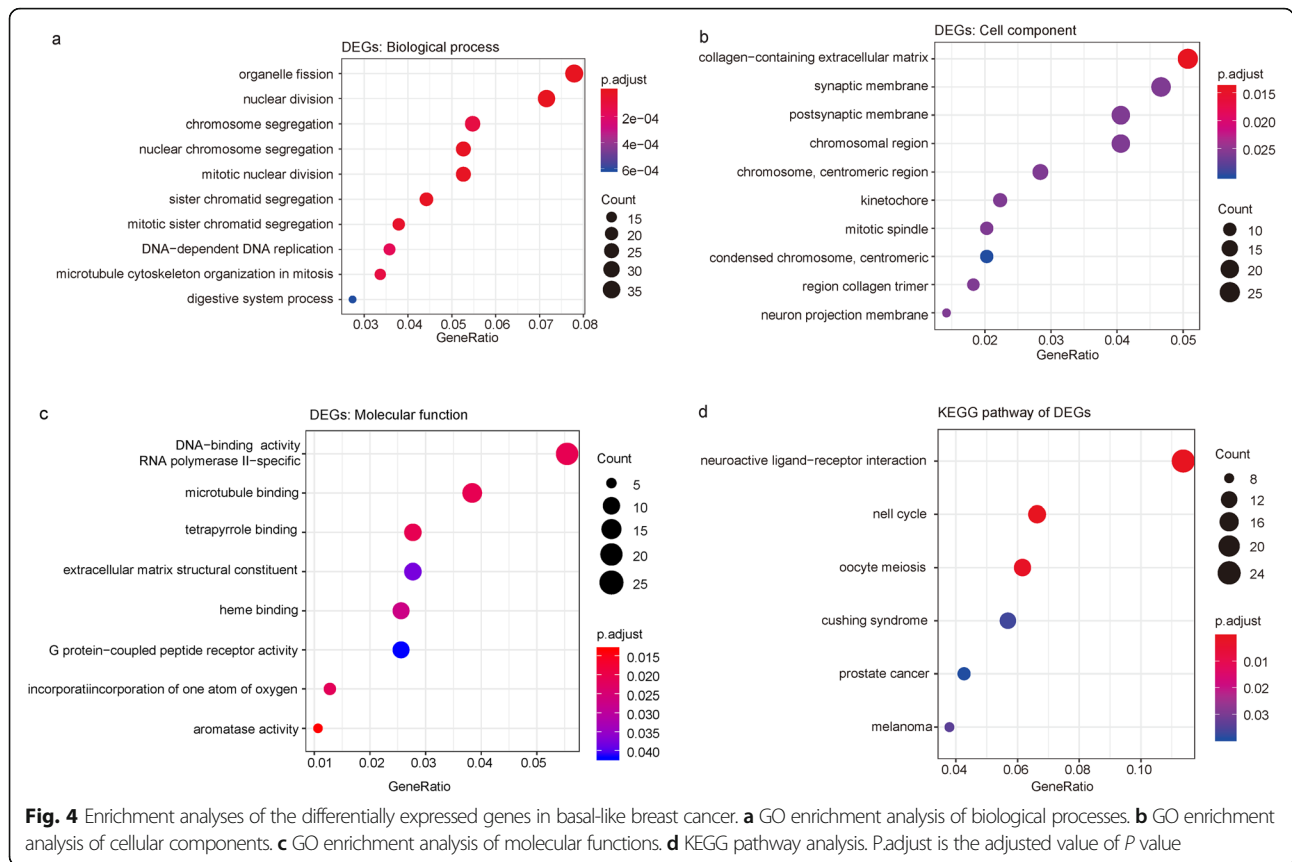 a
DEGs: Biological process
organelle fission
nuclear division
chromosome segregation
nuclear chromosome segregation
mitotic nuclear division
sister chromatid segregation
mitotic sister chromatid segregation
DNA-dependent DNA replication
microtubule cytoskeleton organization in mitosis
digestive system process
0.03 0.04 0.05 0.06 0.07 0.08
GeneRatio
p.adjust
2e-04
4e-04
6e-04
Count
15
20
25
30
35
b
DEGs: Cell component
collagen-containing extracellular matrix
synaptic membrane
postsynaptic membrane
chromosomal region
chromosome, centromeric region
kinetochore
mitotic spindle
condensed chromosome, centromeric
region collagen trimer
neuron projection membrane
0.02 0.03 0.04 0.05
GeneRatio
p.adjust
0.015
0.020
0.025
Count
10
15
20
25
c
DEGs: Molecular function
DNA-binding activity
RNA polymerase II-specific
microtubule binding
tetrapyrrole binding
extracellular matrix structural constituent
heme binding
G protein-coupled peptide receptor activity
incorporatiincorporation of one atom of oxygen
aromatase activity
0.01 0.02 0.03 0.04 0.05
GeneRatio
Count
5
10
15
20
25
p.adjust
0.015
0.020
0.025
0.030
0.035
0.040
d
KEGG pathway of DEGs
neuroactive ligand-receptor interaction
nell cycle
oocyte meiosis
cushing syndrome
prostate cancer
melanoma
0.04 0.06 0.08 0.10
GeneRatio
Count
8
12
16
20
24
p.adjust
0.01
0.02
0.03
Fig. 4 Enrichment analyses of the differentially expressed genes in basal-like breast cancer. a GO enrichment analysis of biological processes. b GO enrichment
analysis of cellular components. c GO enrichment analysis of molecular functions. d KEGG pathway analysis. P.adjust is the adjusted value of P value